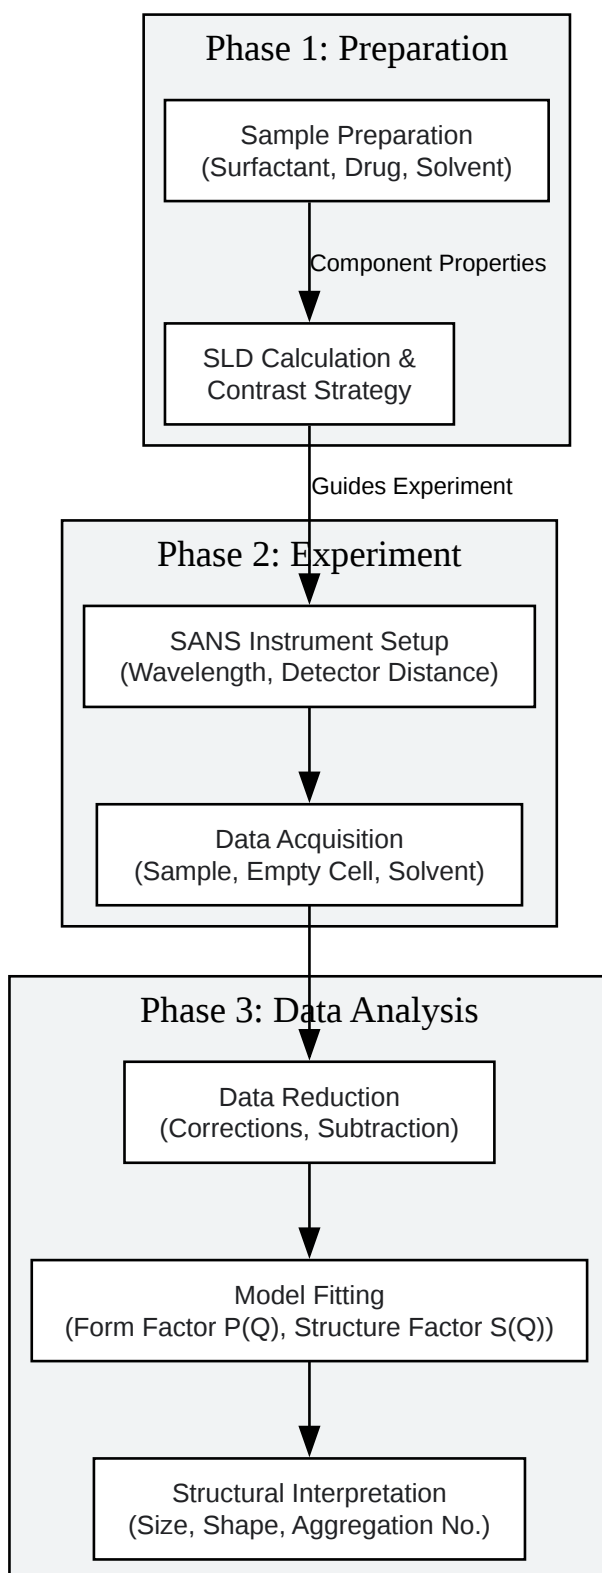 Phase 1: Preparation
Sample Preparation
(Surfactant, Drug, Solvent)
Component Properties
SLD Calculation &
Contrast Strategy
Guides Experiment
Phase 2: Experiment
SANS Instrument Setup
(Wavelength, Detector Distance)
Data Acquisition
(Sample, Empty Cell, Solvent)
Phase 3: Data Analysis
Data Reduction
(Corrections, Subtraction)
Model Fitting
(Form Factor P(Q), Structure Factor S(Q))
Structural Interpretation
(Size, Shape, Aggregation No.)